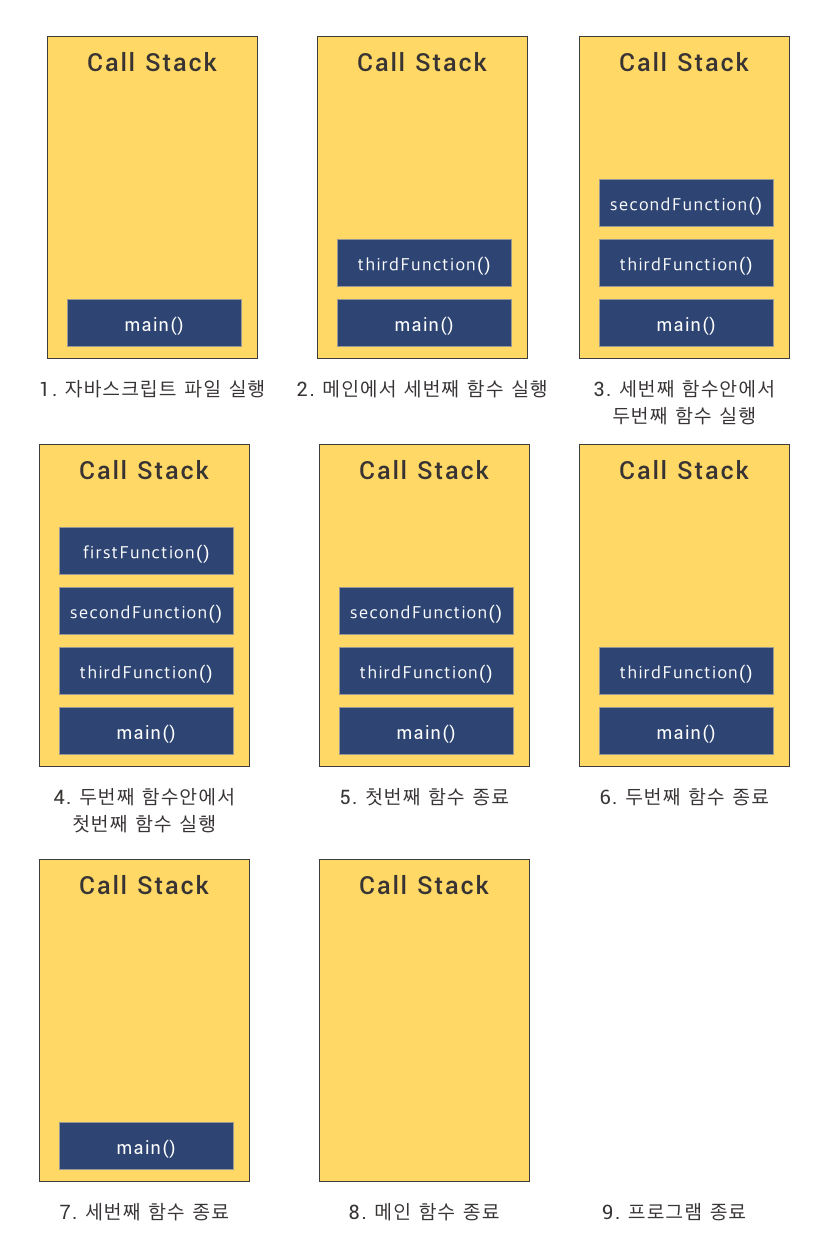 Call Stack
main()
1. 자바스크립트 파일 실행
Call Stack
thirdFunction()
main()
2. 메인에서 세번째 함수 실행
Call Stack
secondFunction()
thirdFunction()
main()
3. 세번째 함수안에서
두번째 함수 실행
Call Stack
firstFunction()
secondFunction()
thirdFunction()
main()
4. 두번째 함수안에서
첫번째 함수 실행
Call Stack
secondFunction()
thirdFunction()
main()
5. 첫번째 함수 종료
Call Stack
thirdFunction()
main()
6. 두번째 함수 종료
Call Stack
main()
7. 세번째 함수 종료
Call Stack
8. 메인 함수 종료
9. 프로그램 종료